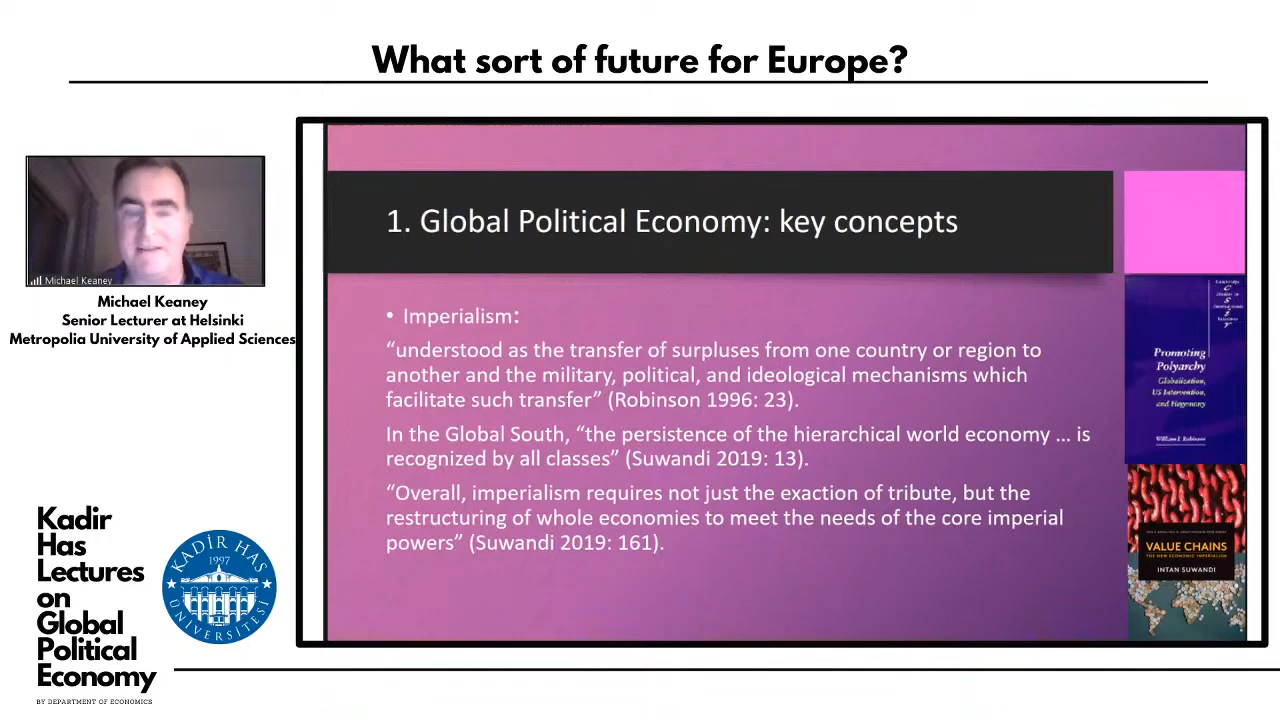 What sort of future for Europe?
Michael Keaney
Michael Keaney
Senior Lecturer at Helsinki
Metropolia University of Applied Sciences
1. Global Political Economy: key concepts
• Imperialism:
“understood as the transfer of surpluses from one country or region to
another and the military, political, and ideological mechanisms which
facilitate such transfer” (Robinson 1996: 23).
In the Global South, “the persistence of the hierarchical world economy … is
recognized by all classes” (Suwandi 2019: 13).
“Overall, imperialism requires not just the exaction of tribute, but the
restructuring of whole economies to meet the needs of the core imperial
powers” (Suwandi 2019: 161).
Promoting
Polyarchy
Globalization,
US Intervention,
and Hegemony
William I. Robinson
VALUE CHAINS
THE NEW ECONOMIC IMPERIALISM
INTAN SUWANDI
Kadir
Has
Lectures
on
Global
Political
Economy
BY DEPARTMENT OF ECONOMICS
KADİR HAS
1997
ÜNİVERSİTESİ